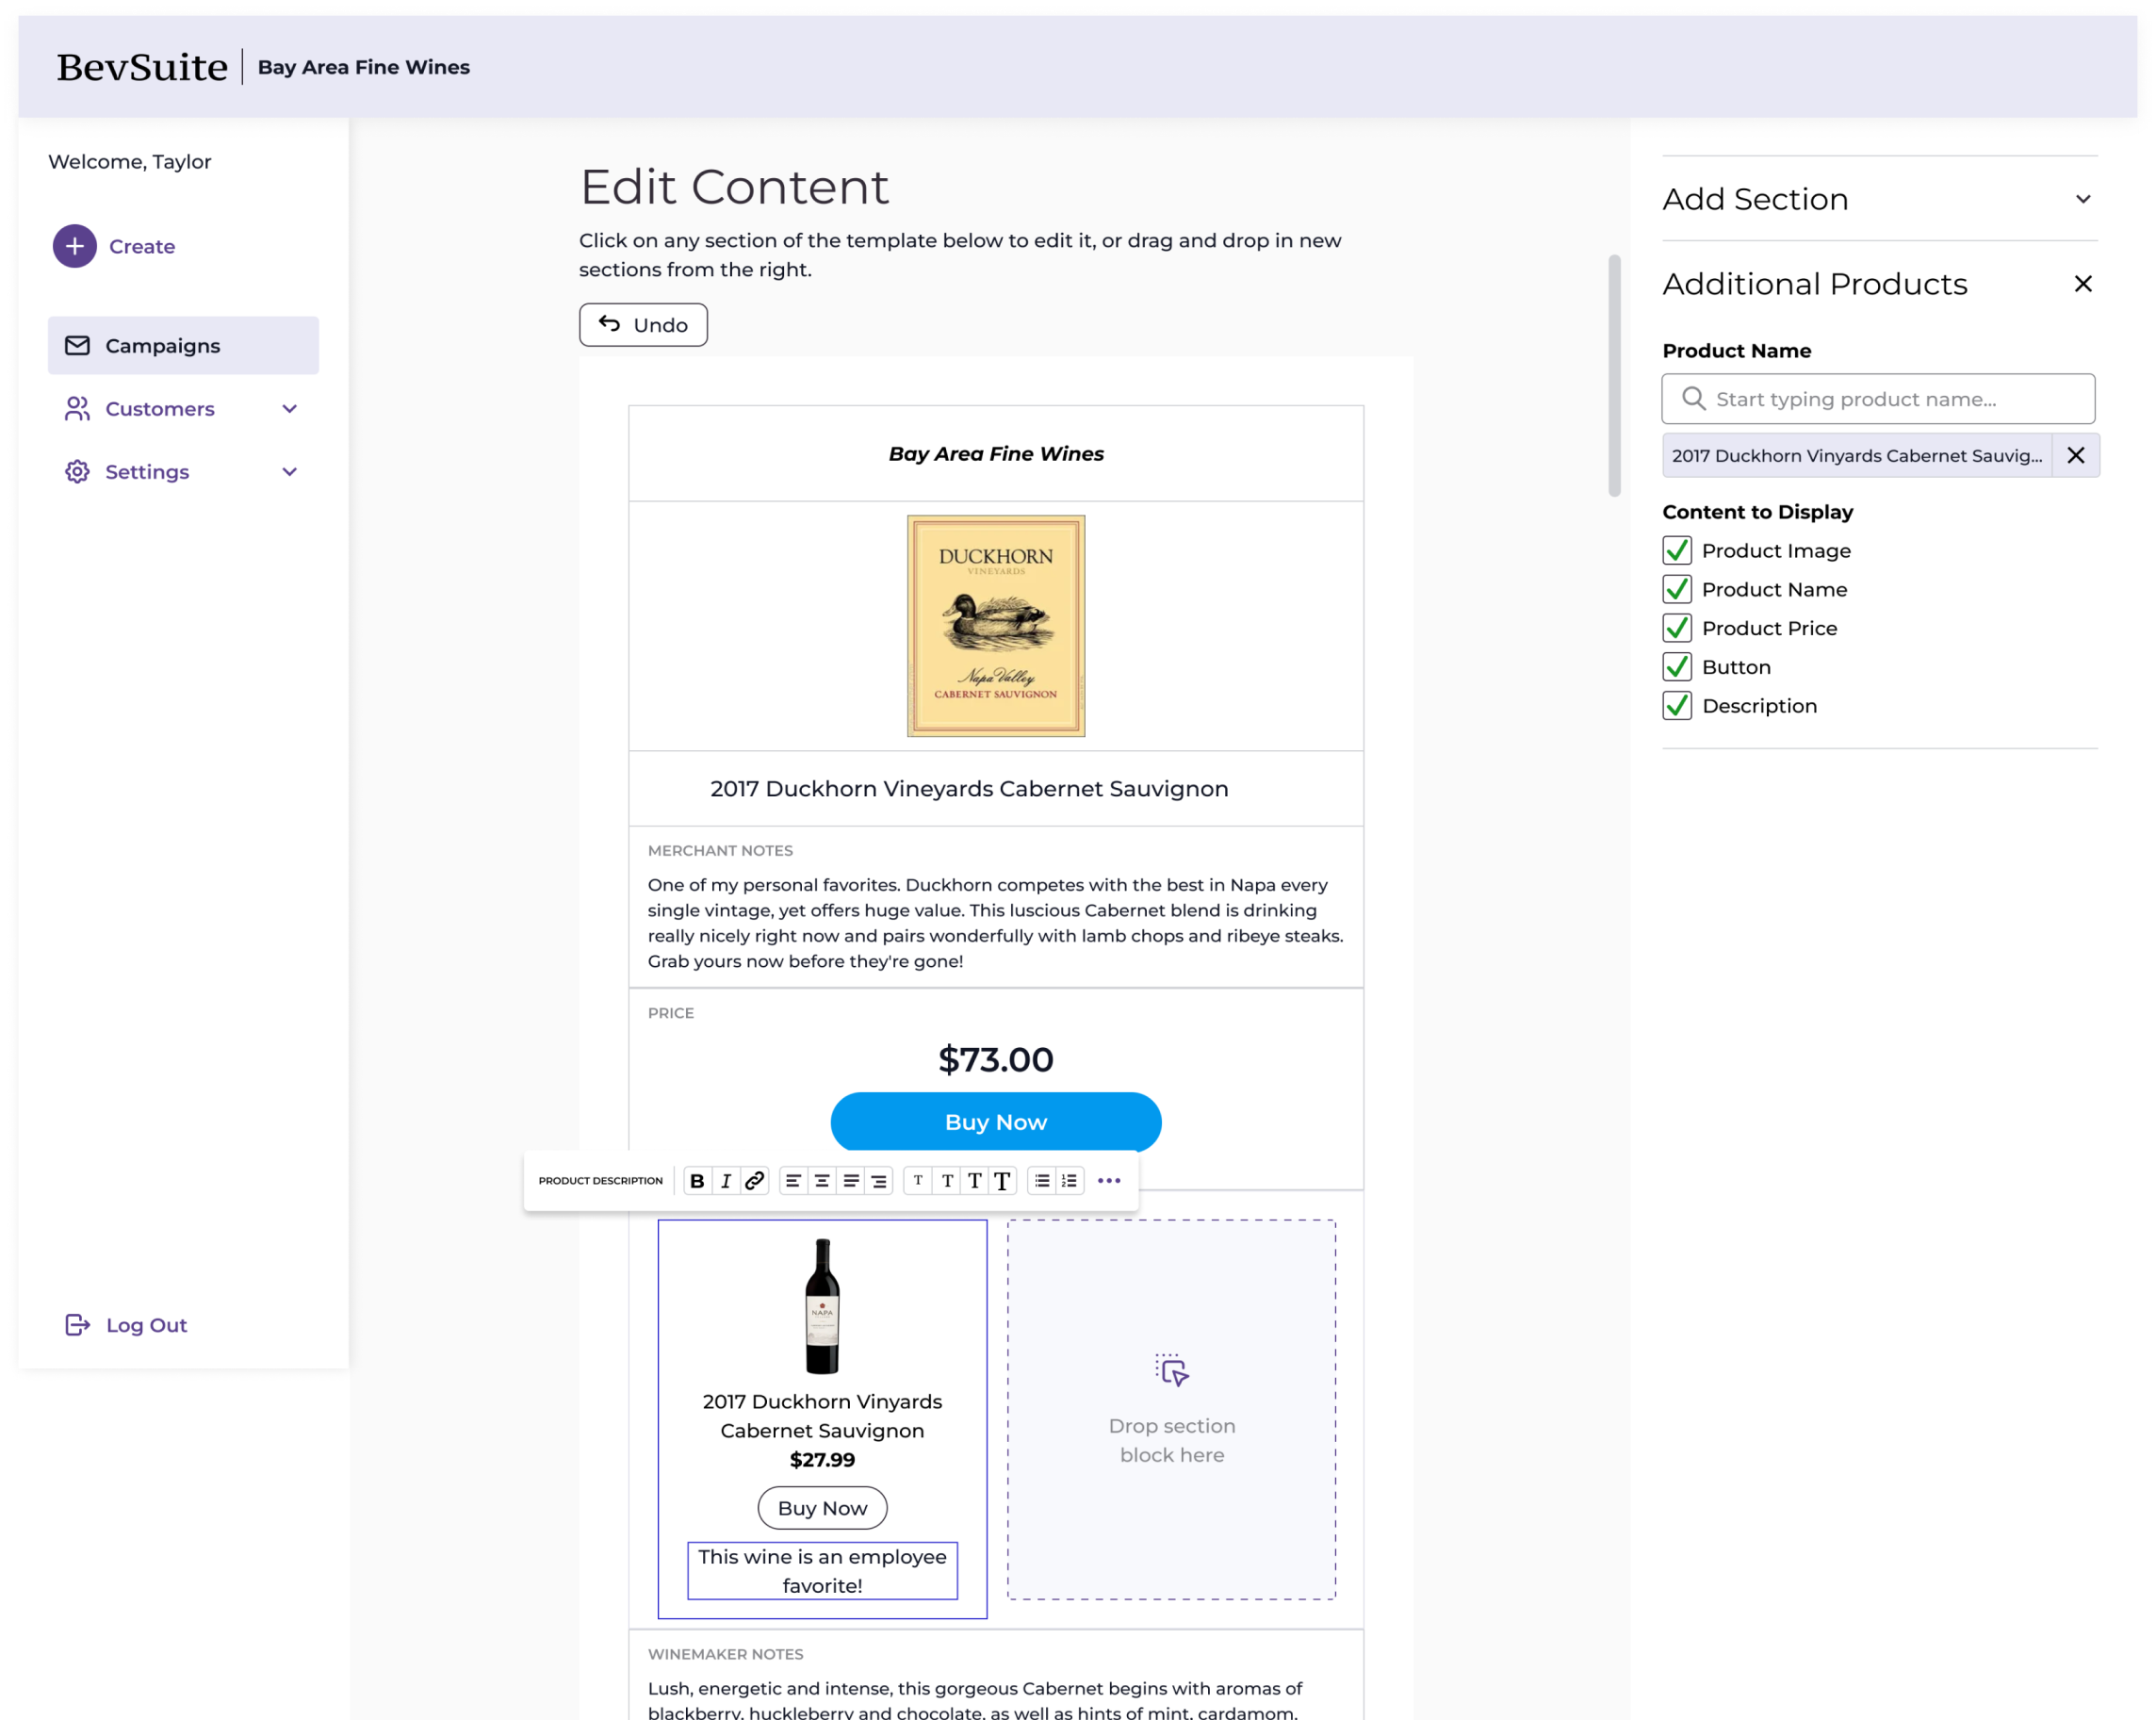 BevSuite
Bay Area Fine Wines
Welcome, Taylor
Create
Campaigns
Customers
Settings
Log Out
Edit Content
Click on any section of the template below to edit it, or drag and drop in new
sections from the right.
Undo
Bay Area Fine Wines
DUCKHORN
VINEYARDS
Napa Valley
CABERNET SAUVIGNON
2017 Duckhorn Vineyards Cabernet Sauvignon
MERCHANT NOTES
One of my personal favorites. Duckhorn competes with the best in Napa every
single vintage, yet offers huge value. This luscious Cabernet blend is drinking
really nicely right now and pairs wonderfully with lamb chops and ribeye steaks.
Grab yours now before they're gone!
PRICE
$73.00
Buy Now
PRODUCT DESCRIPTION
B I T T T T
NAPA
2017 Duckhorn Vinyards
Cabernet Sauvignon
$27.99
Buy Now
This wine is an employee
favorite!
Drop section
block here
WINEMAKER NOTES
Lush, energetic and intense, this gorgeous Cabernet begins with aromas of
blackberry, huckleberry and chocolate, as well as hints of mint, cardamom,
Add Section
Additional Products
Product Name
Start typing product name...
2017 Duckhorn Vinyards Cabernet Sauvig...
Content to Display
Product Image
Product Name
Product Price
Button
Description